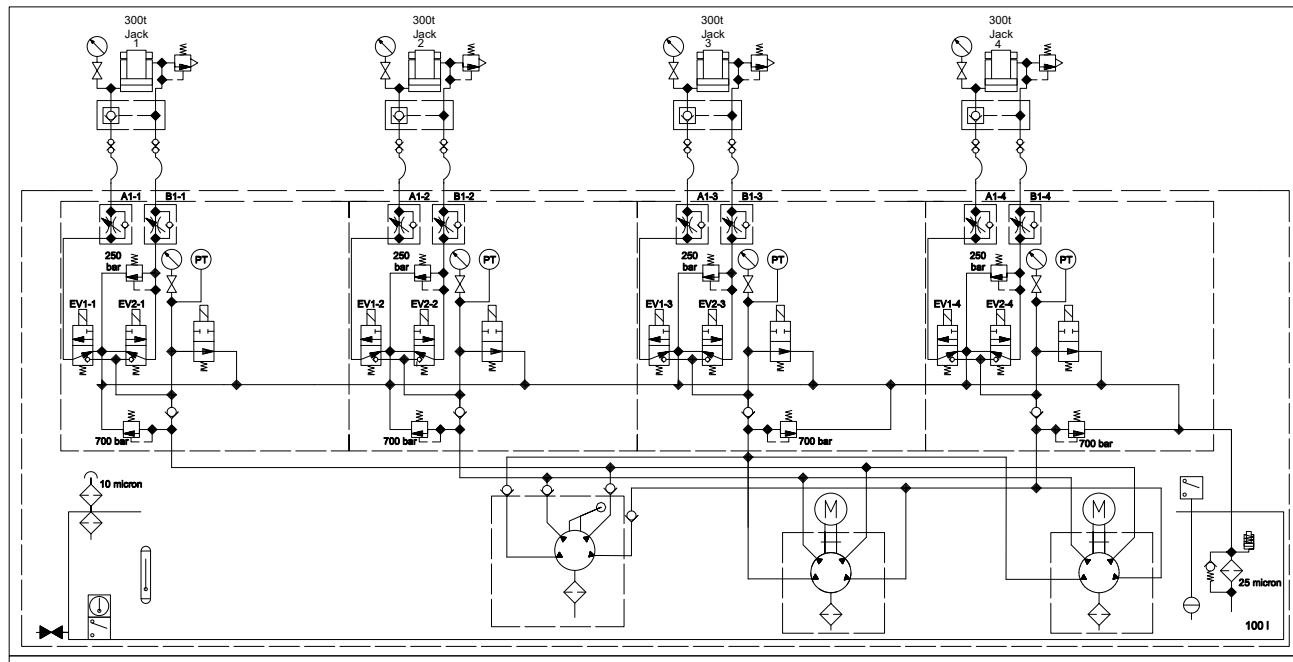 300t
Jack
1
300t
Jack
2
300t
Jack
3
300t
Jack
4
A1-1
B1-1
A1-2
B1-2
A1-3
B1-3
A1-4
B1-4
250
bar
PT
250
bar
PT
250
bar
PT
250
bar
PT
EV1-1
EV2-1
EV1-2
EV2-2
EV1-3
EV2-3
EV1-4
EV2-4
700 bar
700 bar
700 bar
700 bar
10 micron
M
M
25 micron
100 l